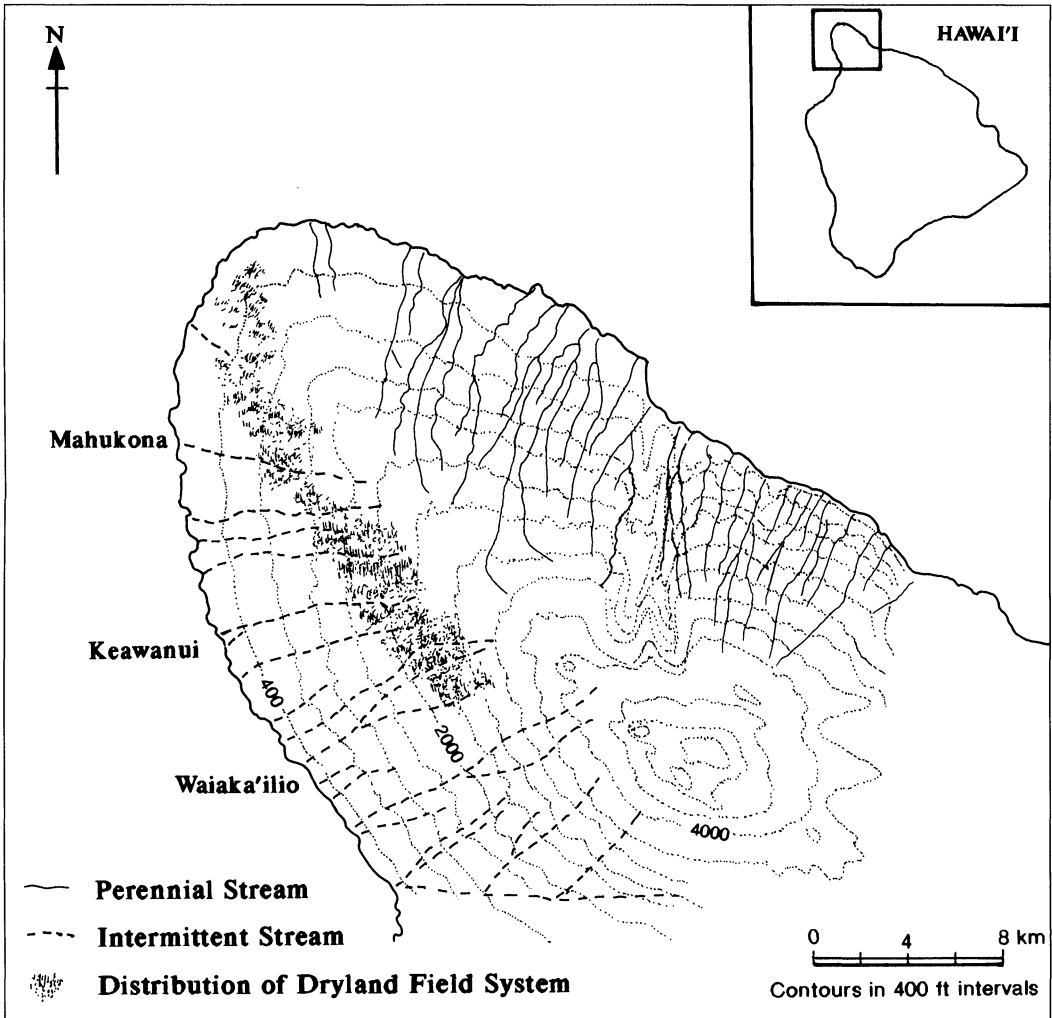 N
HAWAI'I
Mahukona
Keawanui
400
2000
Waiaka'ilio
4000
Perennial Stream
Intermittent Stream
Distribution of Dryland Field System
0 4 8 km
Contours in 400 ft intervals